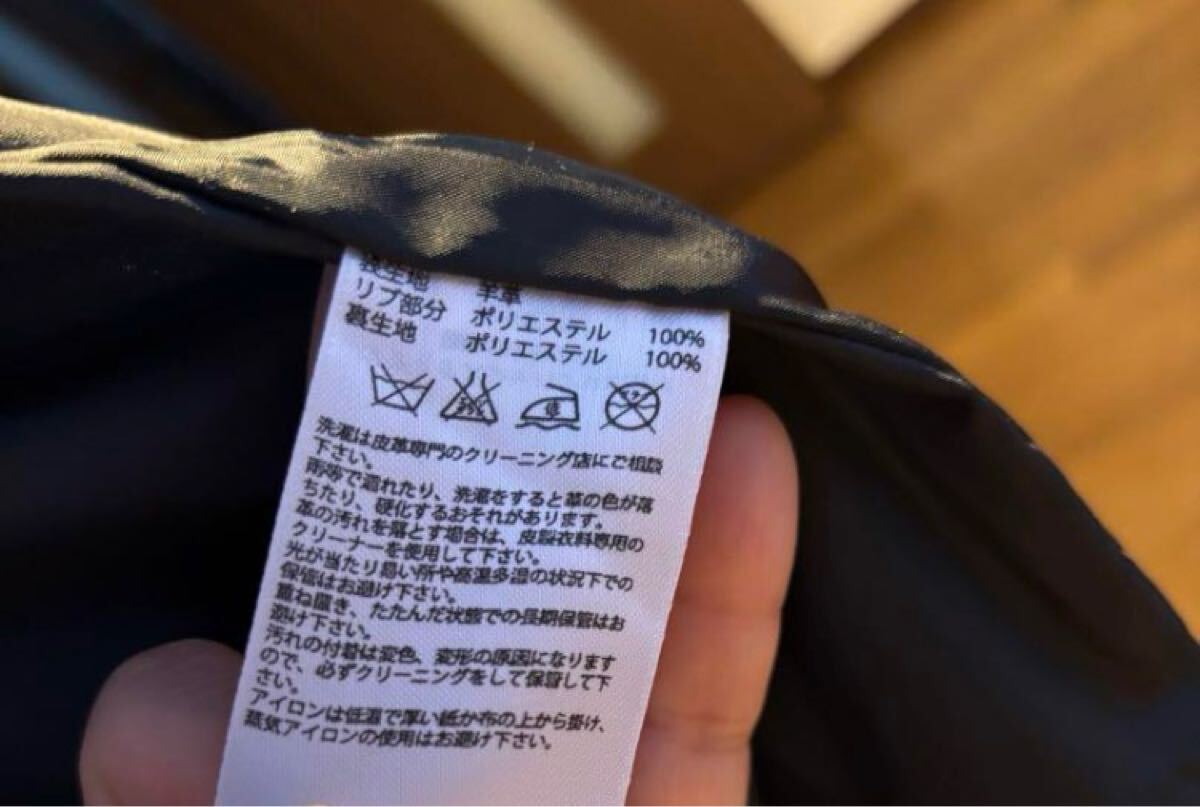 表生地 羊革
リブ部分 ポリエステル 100%
裏生地 ポリエステル 100%
洗濯は皮革専門のクリーニング店にご相談
下さい。
雨等で濡れたり、洗濯をすると革の色が落
ちたり、硬化するおそれがあります。
革の汚れを落とす場合は、皮製衣料専用の
クリーナーを使用して下さい。
光が当たり易い所や高温多湿の状況下での
保管はお避け下さい。
重ね置き、たたんだ状態での長期保管はお
避け下さい。
汚れの付着は変色、変形の原因になります
ので、必ずクリーニングをして保管して下
さい。
アイロンは低温で厚い紙か布の上から掛け、
蒸気アイロンの使用はお避け下さい。